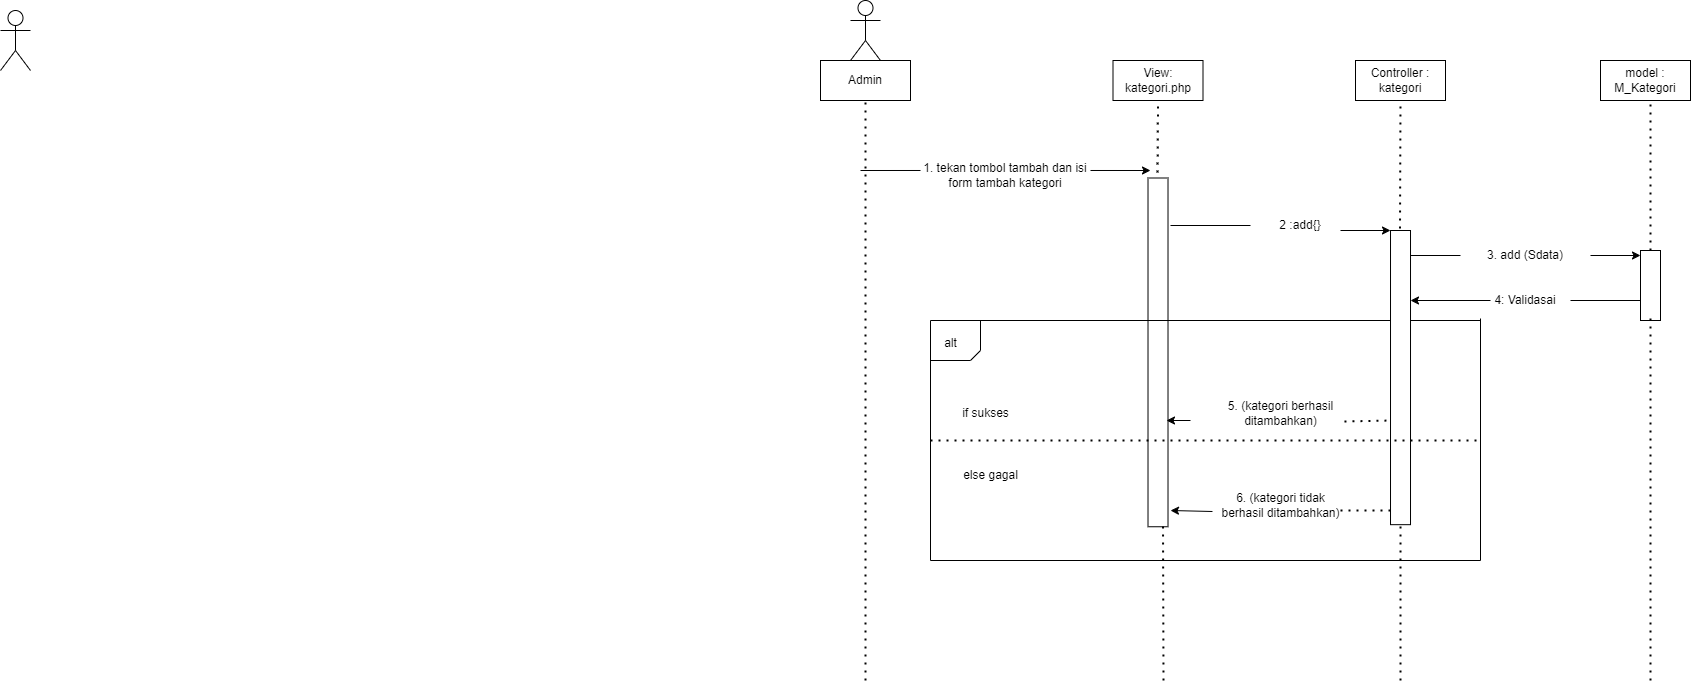 Admin
View:
kategori.php
Controller :
kategori
model :
M_Kategori
1. tekan tombol tambah dan isi
form tambah kategori
2 :add{}
3. add (Sdata)
4: Validasai
alt
if sukses
5. (kategori berhasil
ditambahkan)
else gagal
6. (kategori tidak
berhasil ditambahkan)